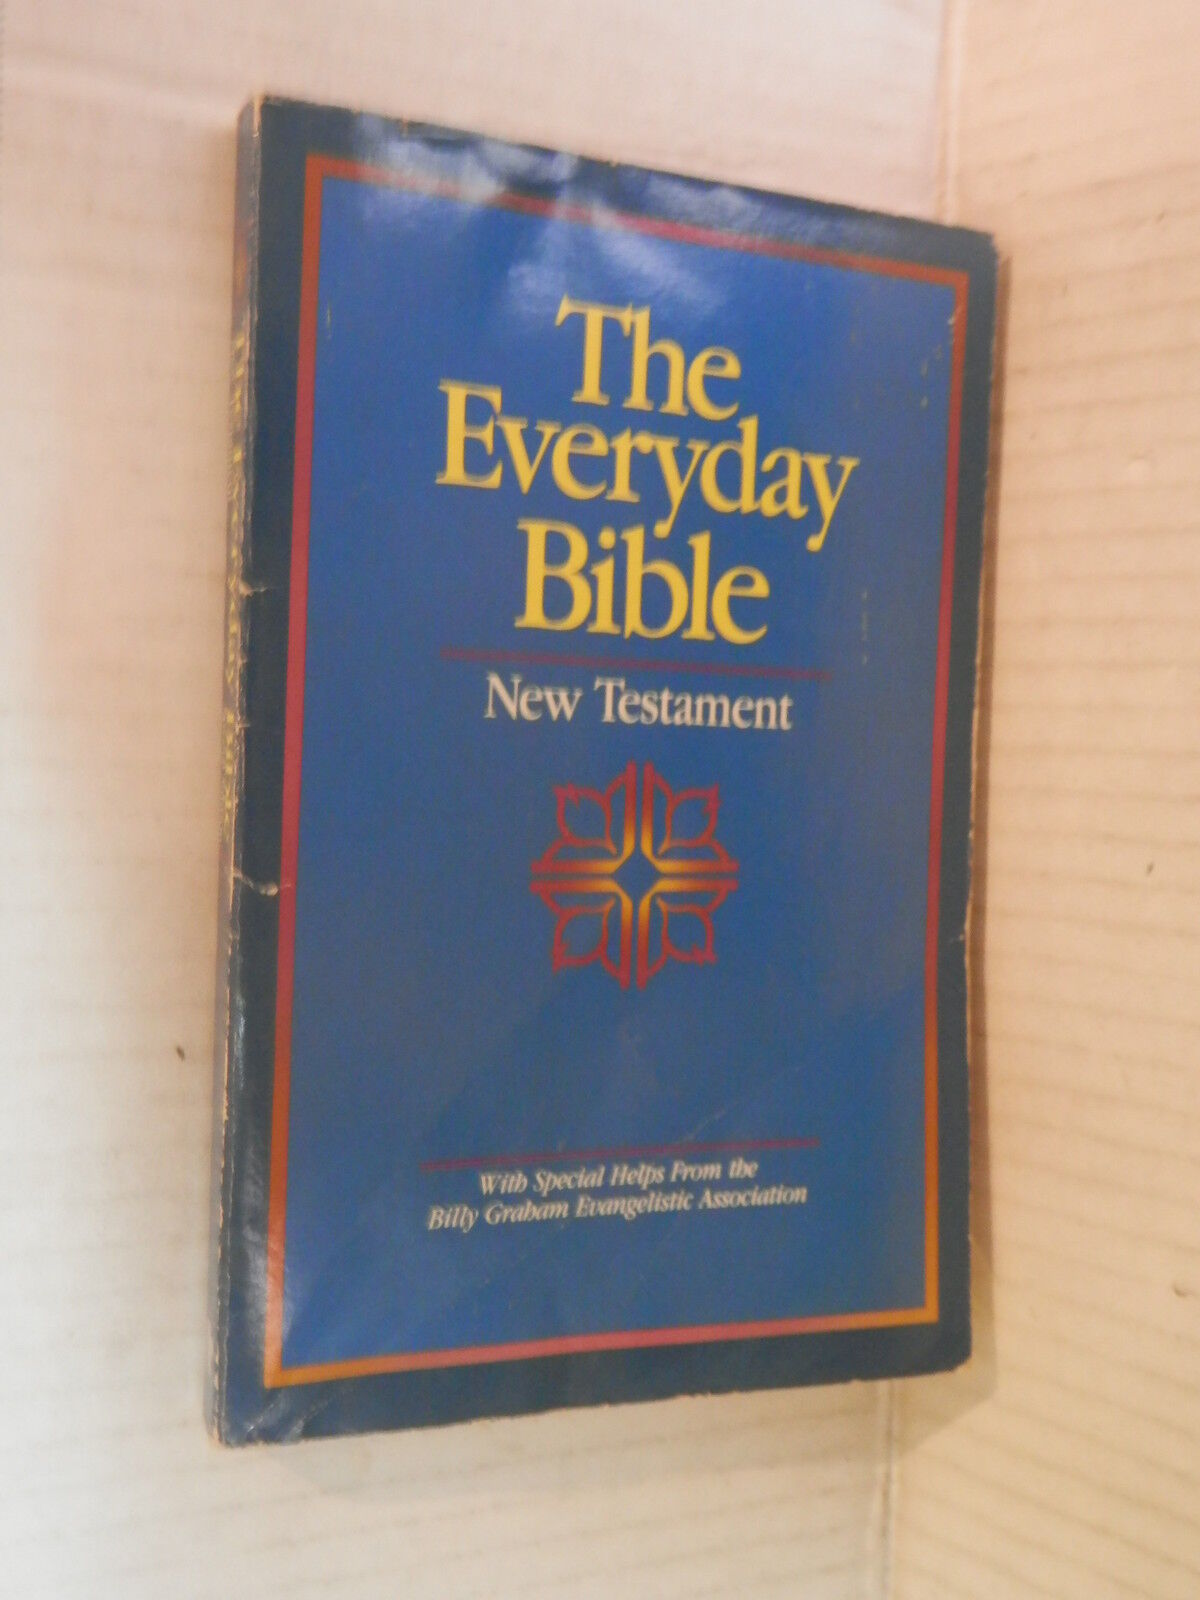 The
Everyday
Bible
New Testament
With Special Helps From the
Billy Graham Evangelistic Association